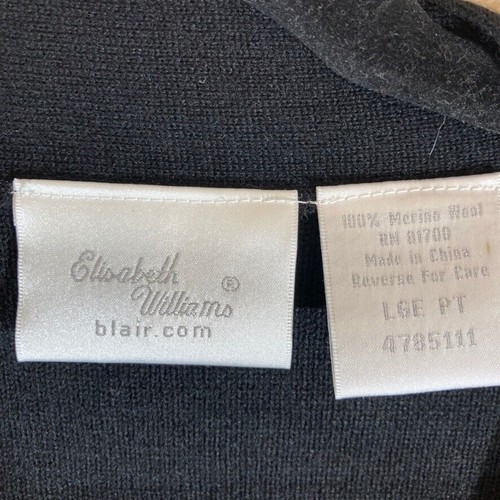 Elisabeth
Williams®
blair.com
100% Merino Wool
RN 81700
Made in China
Reverse For Care
LGE PT
4785111